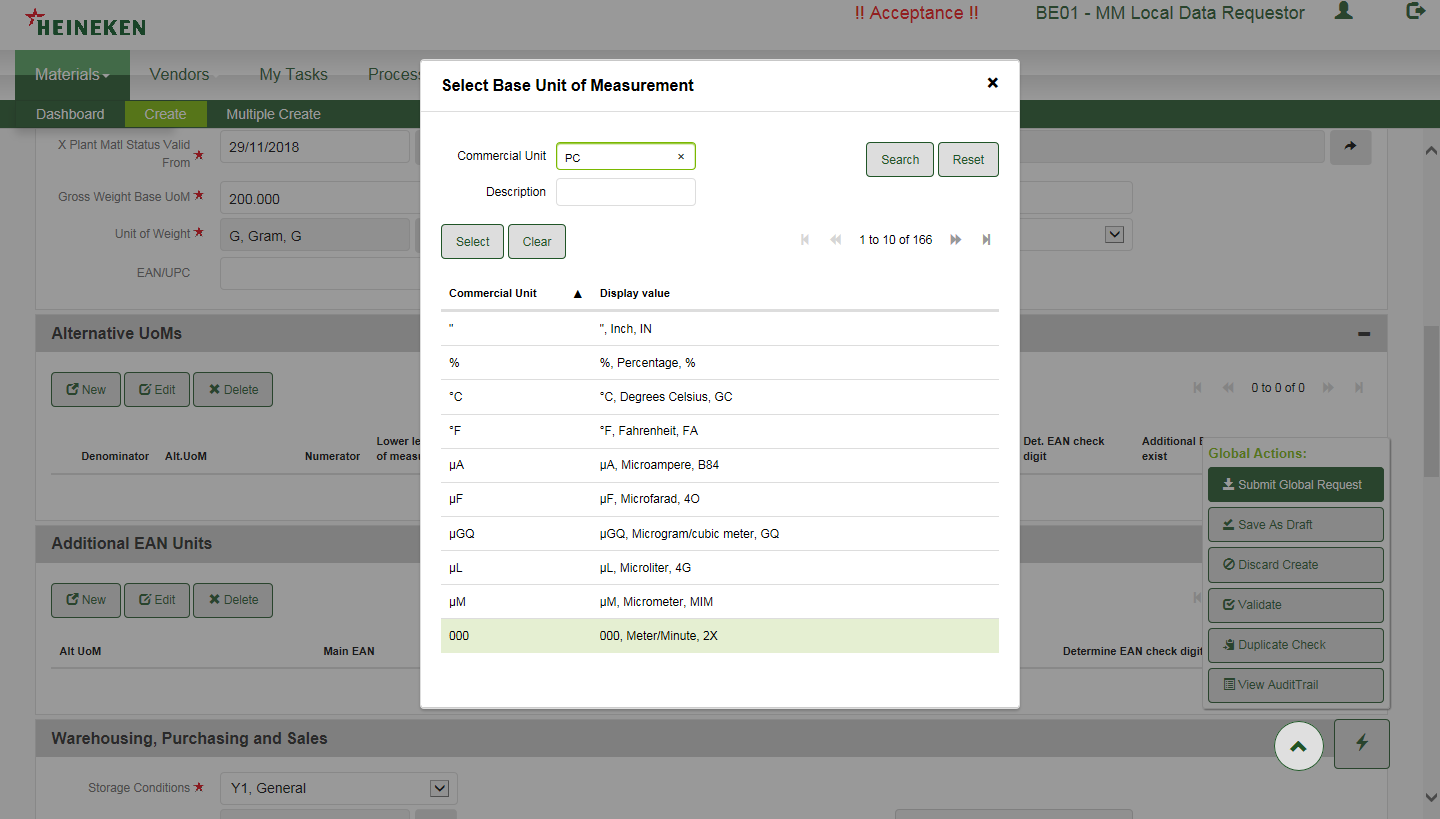 HEINEKEN
!! Acceptance !!
BE01 - MM Local Data Requestor
Materials
Vendors
My Tasks
Dashboard
Create
Multiple Create
X Plant Matl Status Valid
From
29/11/2018
Gross Weight Base UoM
200.000
Unit of Weight
G, Gram, G
EAN/UPC
Select Base Unit of Measurement
Commercial Unit
PC
×
Search
Reset
Description
Select
Clear
1 to 10 of 166
Commercial Unit ▲ Display value
" ", Inch, IN
% %, Percentage, %
°C °C, Degrees Celsius, GC
°F °F, Fahrenheit, FA
µA µA, Microampere, B84
µF µF, Microfarad, 4O
µGQ µGQ, Microgram/cubic meter, GQ
µL µL, Microliter, 4G
µM µM, Micrometer, MIM
000 000, Meter/Minute, 2X
Alternative UoMs
New
Edit
Delete
0 to 0 of 0
Denominator
Alt.UoM
Numerator
Lower
of
Det. EAN check
digit
Additional
exist
Additional EAN Units
New
Edit
Delete
Alt UoM
Main EAN
Determine EAN check digit
Global Actions:
Submit Global Request
Save As Draft
Discard Create
Validate
Duplicate Check
View AuditTrail
Warehousing, Purchasing and Sales
Storage Conditions
Y1, General